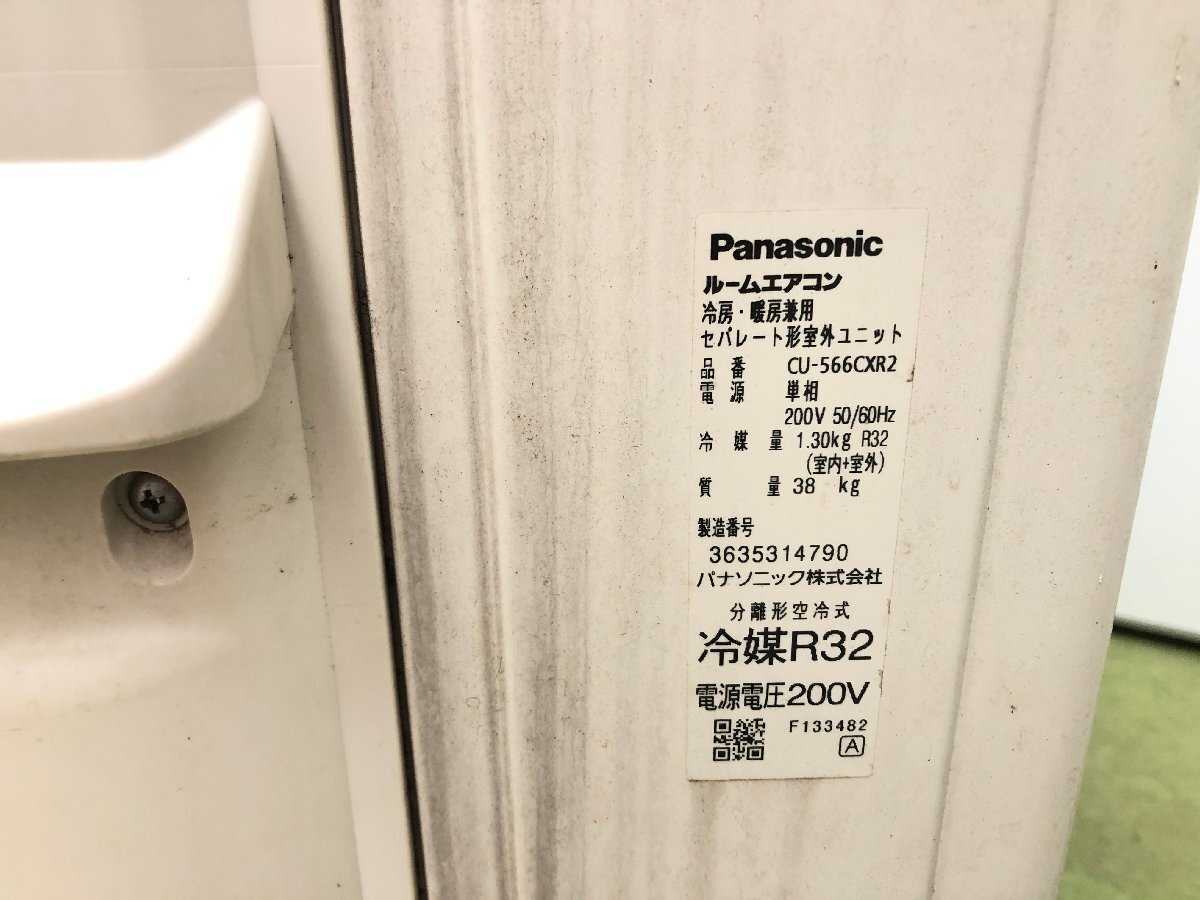 Panasonic
ルームエアコン
冷房・暖房兼用
セパレート形室外ユニット
品番 CU-566CXR2
電源 単相
200V 50/60Hz
冷媒量 1.30kg R32
(室内+室外)
質量 38 kg
製造番号
3635314790
パナソニック株式会社
分離形空冷式
冷媒R32
電源電圧200V
F133482
A